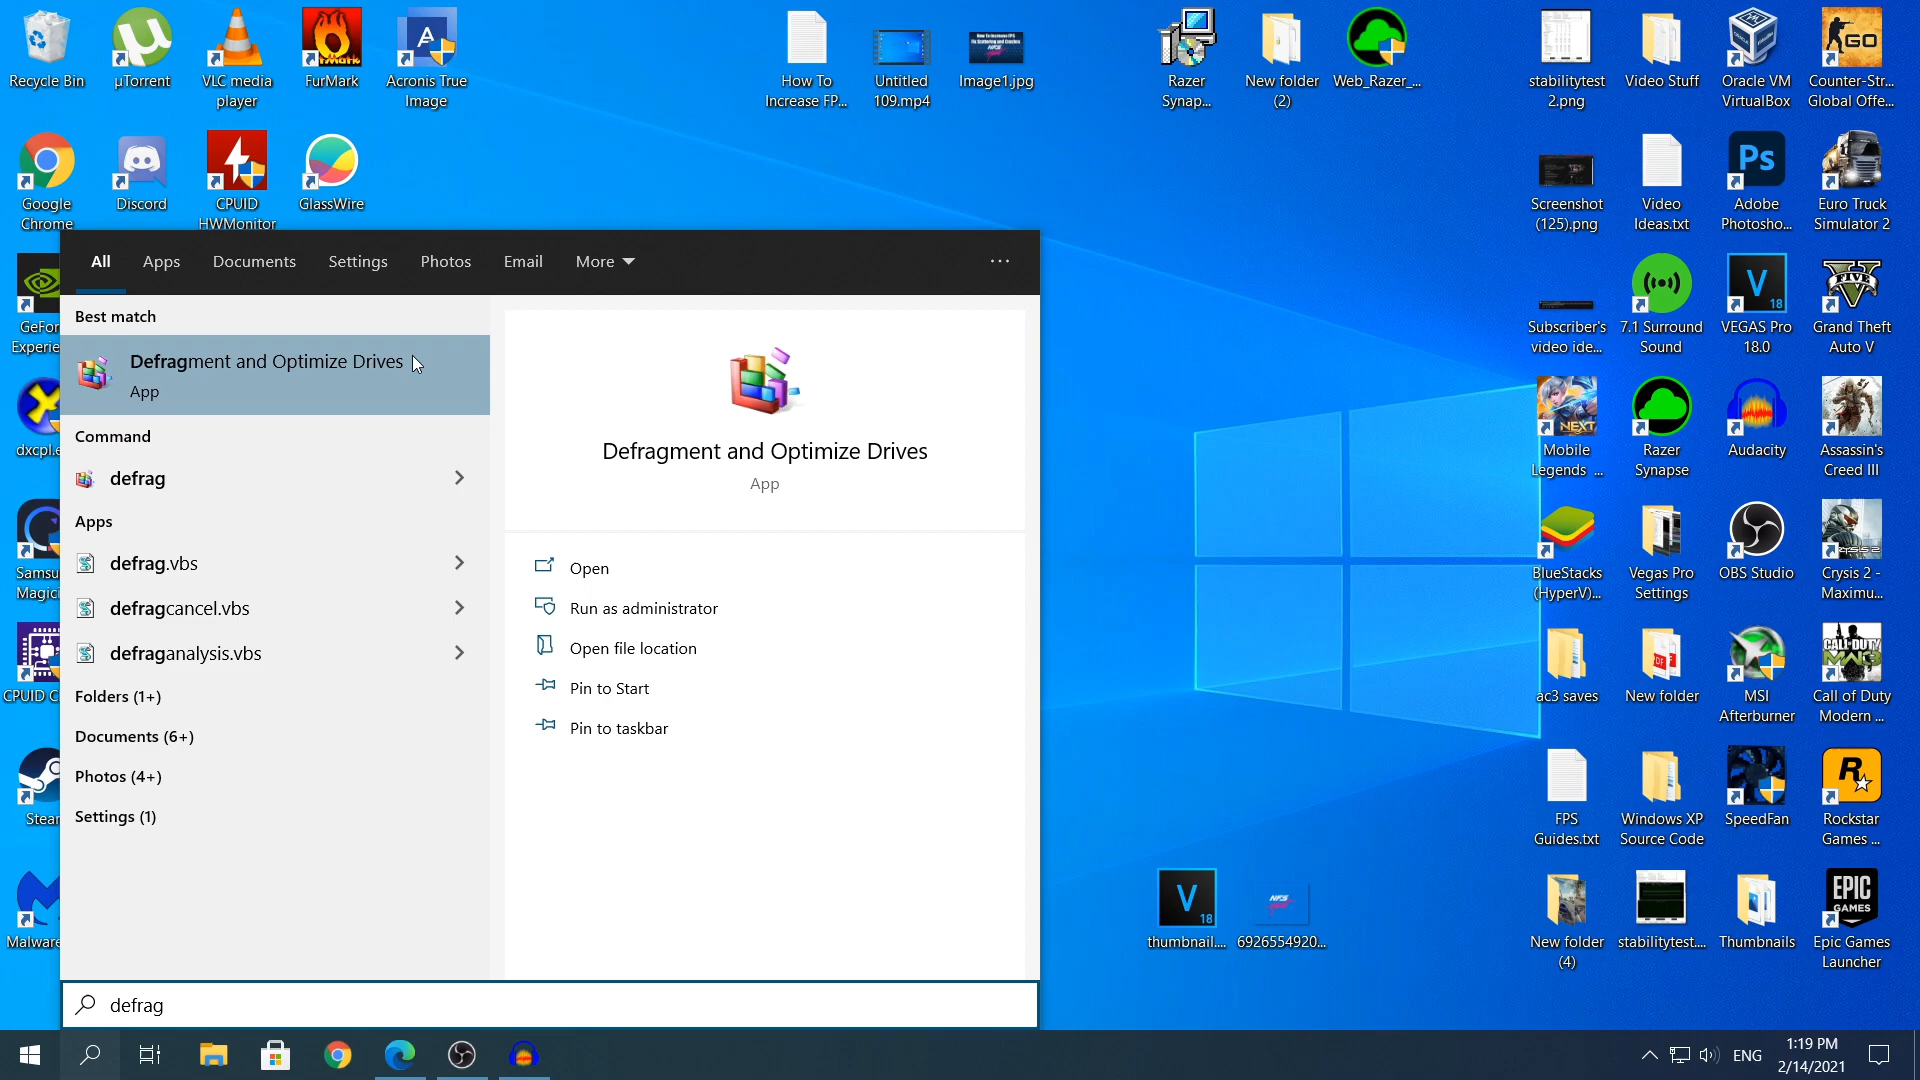 Recycle Bin
µTorrent
VLC media
player
FurMark
Acronis True
Image
How To
Increase FP...
Untitled
109.mp4
Image1.jpg
Razer
Synap...
New folder
(2)
Web_Razer_...
stabilitytest
2.png
Video Stuff
Oracle VM
VirtualBox
Counter-Str...
Global Offe...
Google
Chrome
Discord
CPUID
HWMonitor
GlassWire
Screenshot
(125).png
Video
Ideas.txt
Adobe
Photosho...
Euro Truck
Simulator 2
All
Apps
Documents
Settings
Photos
Email
More
...
GeFor
Experie
Best match
Defragment and Optimize Drives
App
Command
defrag
Apps
defrag.vbs
defragcancel.vbs
defraganalysis.vbs
Folders (1+)
Documents (6+)
Photos (4+)
Settings (1)
Defragment and Optimize Drives
App
Open
Run as administrator
Open file location
Pin to Start
Pin to taskbar
defrag
dxcpl.e
Samsu
Magici
CPUID C
Stear
Malware
Subscriber's
video ide...
7.1 Surround
Sound
VEGAS Pro
18.0
Grand Theft
Auto V
Mobile
Legends ...
Razer
Synapse
Audacity
Assassin's
Creed III
BlueStacks
(HyperV)...
Vegas Pro
Settings
OBS Studio
Crysis 2 -
Maximu...
ac3 saves
New folder
MSI
Afterburner
Call of Duty
Modern ...
FPS
Guides.txt
Windows XP
Source Code
SpeedFan
Rockstar
Games ...
thumbnail....
6926554920...
New folder
(4)
stabilitytest....
Thumbnails
Epic Games
Launcher
ENG
1:19 PM
2/14/2021